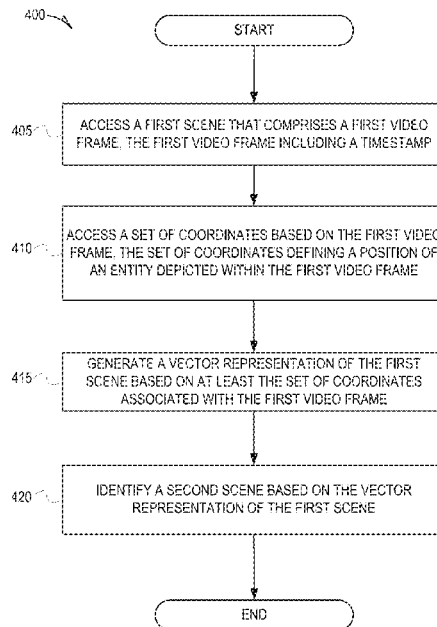 400
START
405
ACCESS A FIRST SCENE THAT COMPRISES A FIRST VIDEO
FRAME, THE FIRST VIDEO FRAME INCLUDING A TIMESTAMP
410
ACCESS A SET OF COORDINATES BASED ON THE FIRST VIDEO
FRAME, THE SET OF COORDINATES DEFINING A POSITION OF
AN ENTITY DEPICTED WITHIN THE FIRST VIDEO FRAME
415
GENERATE A VECTOR REPRESENTATION OF THE FIRST
SCENE BASED ON AT LEAST THE SET OF COORDINATES
ASSOCIATED WITH THE FIRST VIDEO FRAME
420
IDENTIFY A SECOND SCENE BASED ON THE VECTOR
REPRESENTATION OF THE FIRST SCENE
END